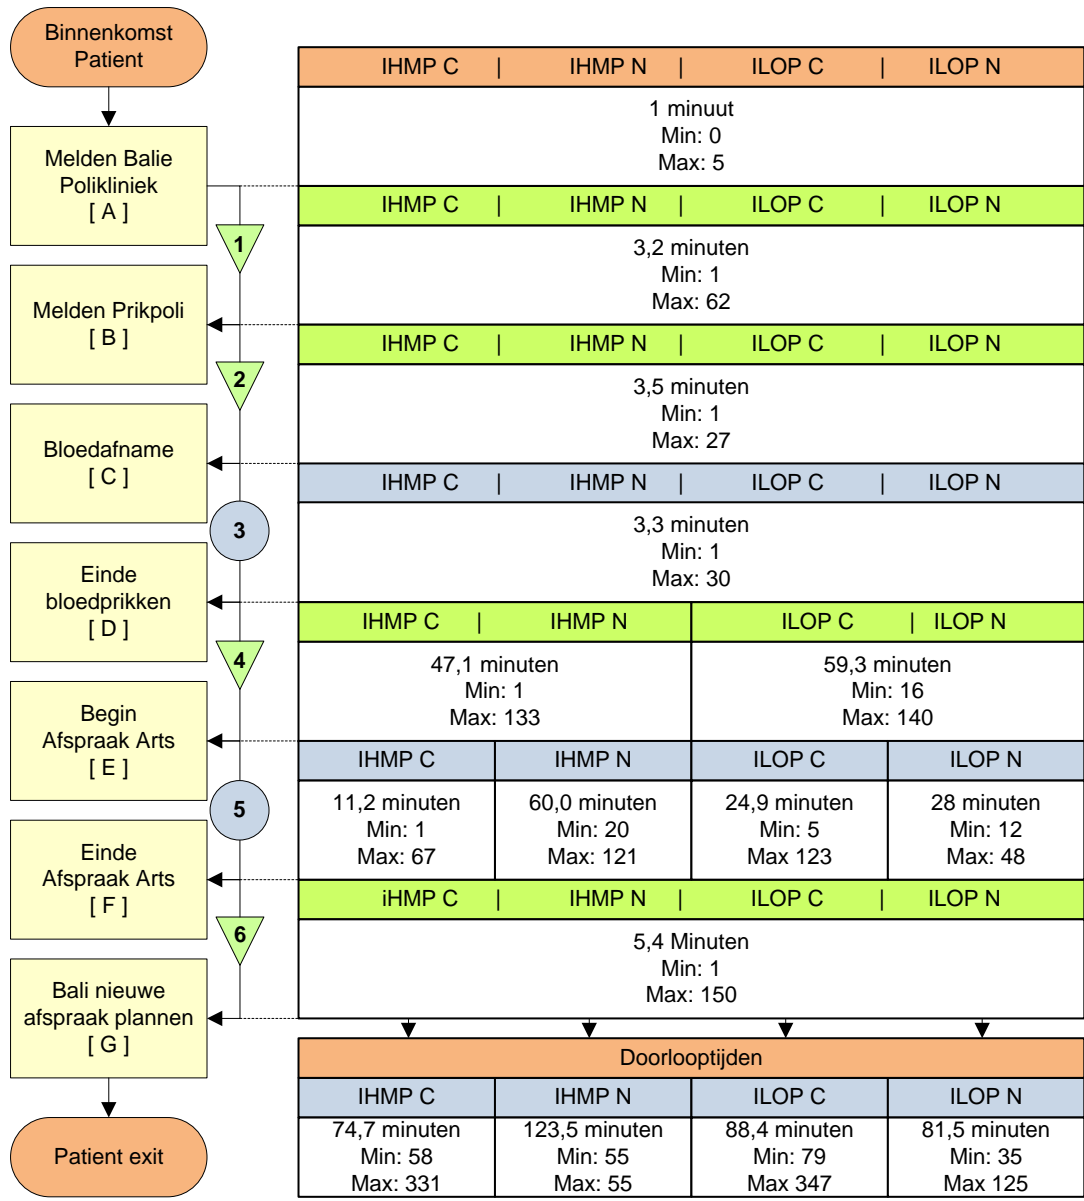 Binnenkomst
Patient
Melden Balie
Polikliniek
[ A ]
1
Melden Prikpoli
[ B ]
2
Bloedafname
[ C ]
3
Einde
bloedprikken
[ D ]
4
Begin
Afspraak Arts
[ E ]
5
Einde
Afspraak Arts
[ F ]
6
Bali nieuwe
afspraak plannen
[ G ]
Patient exit
IHMP C | IHMP N | ILOP C | ILOP N
1 minuut
Min: 0
Max: 5
IHMP C | IHMP N | ILOP C | ILOP N
3,2 minuten
Min: 1
Max: 62
IHMP C | IHMP N | ILOP C | ILOP N
3,5 minuten
Min: 1
Max: 27
IHMP C | IHMP N | ILOP C | ILOP N
3,3 minuten
Min: 1
Max: 30
IHMP C | IHMP N
47,1 minuten
Min: 1
Max: 133
ILOP C | ILOP N
59,3 minuten
Min: 16
Max: 140
IHMP C
11,2 minuten
Min: 1
Max: 67
IHMP N
60,0 minuten
Min: 20
Max: 121
ILOP C
24,9 minuten
Min: 5
Max 123
ILOP N
28 minuten
Min: 12
Max: 48
iHMP C | IHMP N | ILOP C | ILOP N
5,4 Minuten
Min: 1
Max: 150
Doorlooptijden
IHMP C
74,7 minuten
Min: 58
Max: 331
IHMP N
123,5 minuten
Min: 55
Max: 55
ILOP C
88,4 minuten
Min: 79
Max 347
ILOP N
81,5 minuten
Min: 35
Max 125